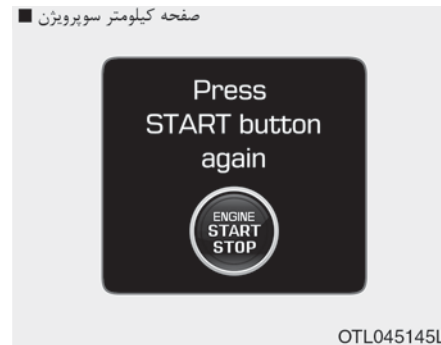 ■ صفحه کیلومتر سوپرویژن
Press
START button
again
ENGINE
START
STOP
OTL045145L